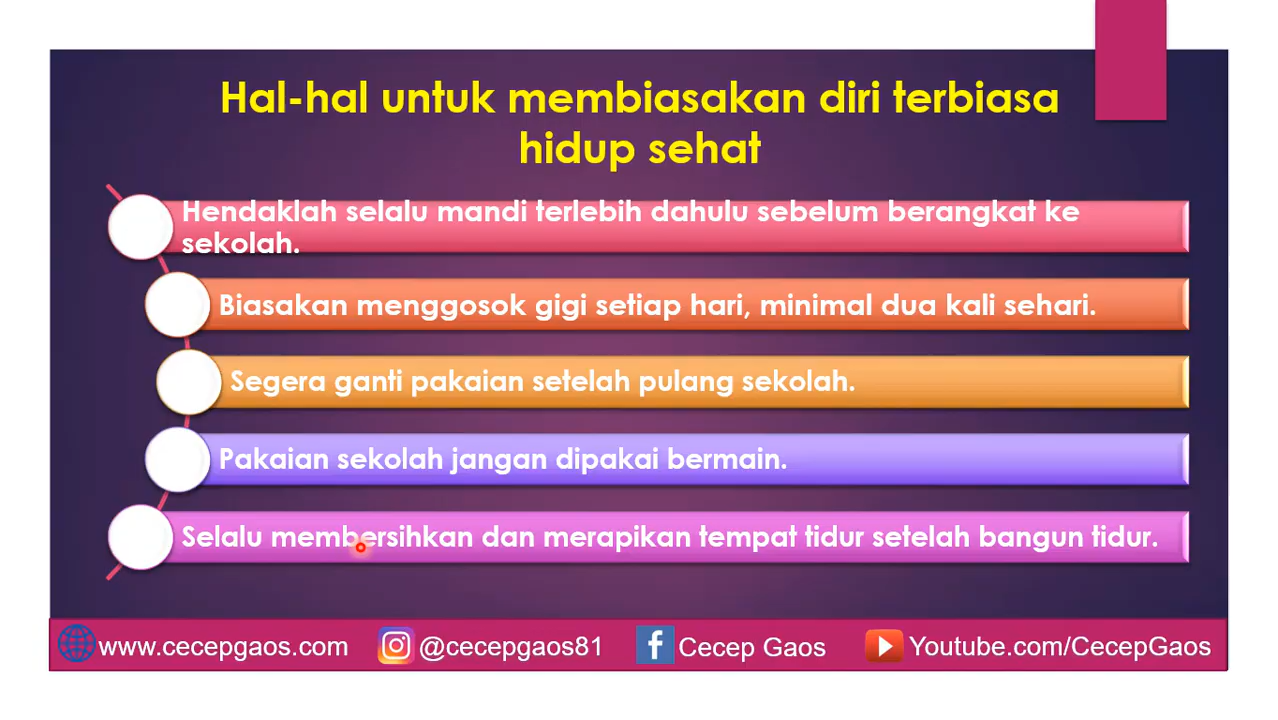 Hal-hal untuk membiasakan diri terbiasa
hidup sehat
Hendaklah selalu mandi terlebih dahulu sebelum berangkat ke
sekolah.
Biasakan menggosok gigi setiap hari, minimal dua kali sehari.
Segera ganti pakaian setelah pulang sekolah.
Pakaian sekolah jangan dipakai bermain.
Selalu membersihkan dan merapikan tempat tidur setelah bangun tidur.
www.cecepgaos.com @cecepgaos81 Cecep Gaos Youtube.com/CecepGaos